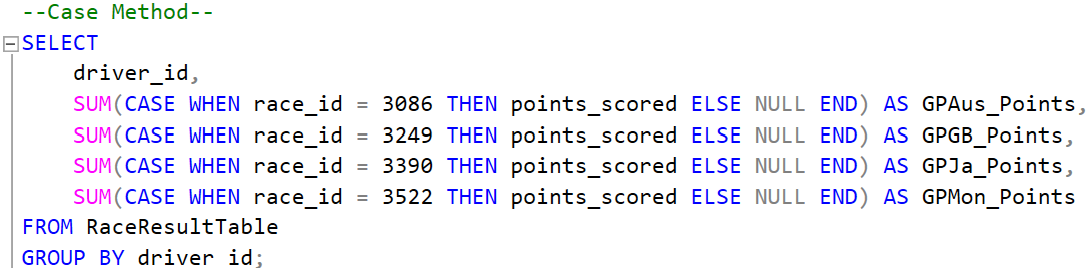 --Case Method--
SELECT
driver_id,
SUM(CASE WHEN race_id = 3086 THEN points_scored ELSE NULL END) AS GPAus_Points,
SUM(CASE WHEN race_id = 3249 THEN points_scored ELSE NULL END) AS GPGB_Points,
SUM(CASE WHEN race_id = 3390 THEN points_scored ELSE NULL END) AS GPJa_Points,
SUM(CASE WHEN race_id = 3522 THEN points_scored ELSE NULL END) AS GPMon_Points
FROM RaceResultTable
GROUP BY driver_id;